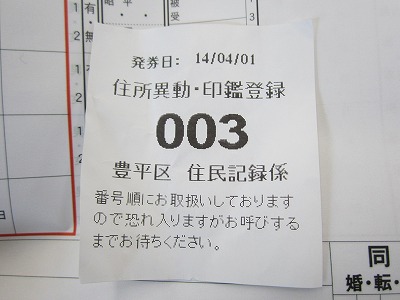 発券日: 14/04/01
住所異動・印鑑登録
003
豊平区 住民記録係
番号順にお取扱いしております
ので恐れ入りますがお呼びする
までお待ちください。
同
婚・転・